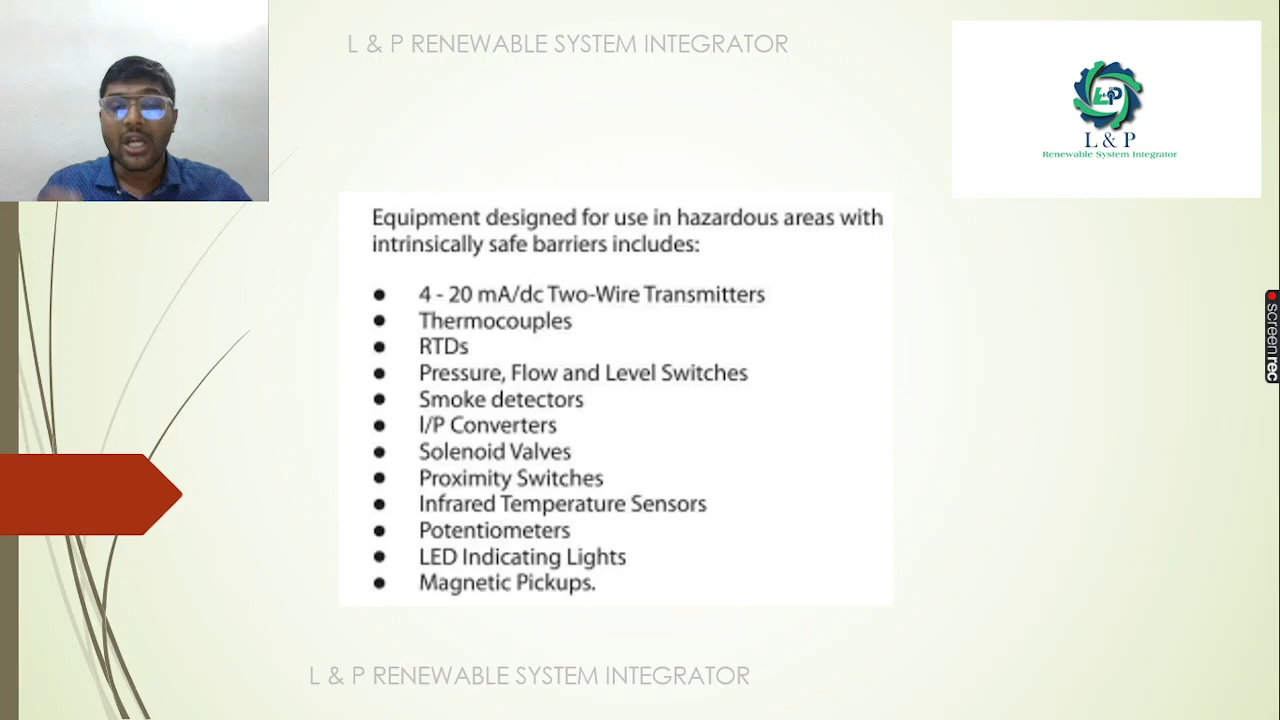 L & P RENEWABLE SYSTEM INTEGRATOR
L&P
L & P
Renewable System Integrator
Equipment designed for use in hazardous areas with
intrinsically safe barriers includes:
● 4 - 20 mA/dc Two-Wire Transmitters
● Thermocouples
● RTDs
● Pressure, Flow and Level Switches
● Smoke detectors
● I/P Converters
● Solenoid Valves
● Proximity Switches
● Infrared Temperature Sensors
● Potentiometers
● LED Indicating Lights
● Magnetic Pickups.
screenrec
L & P RENEWABLE SYSTEM INTEGRATOR